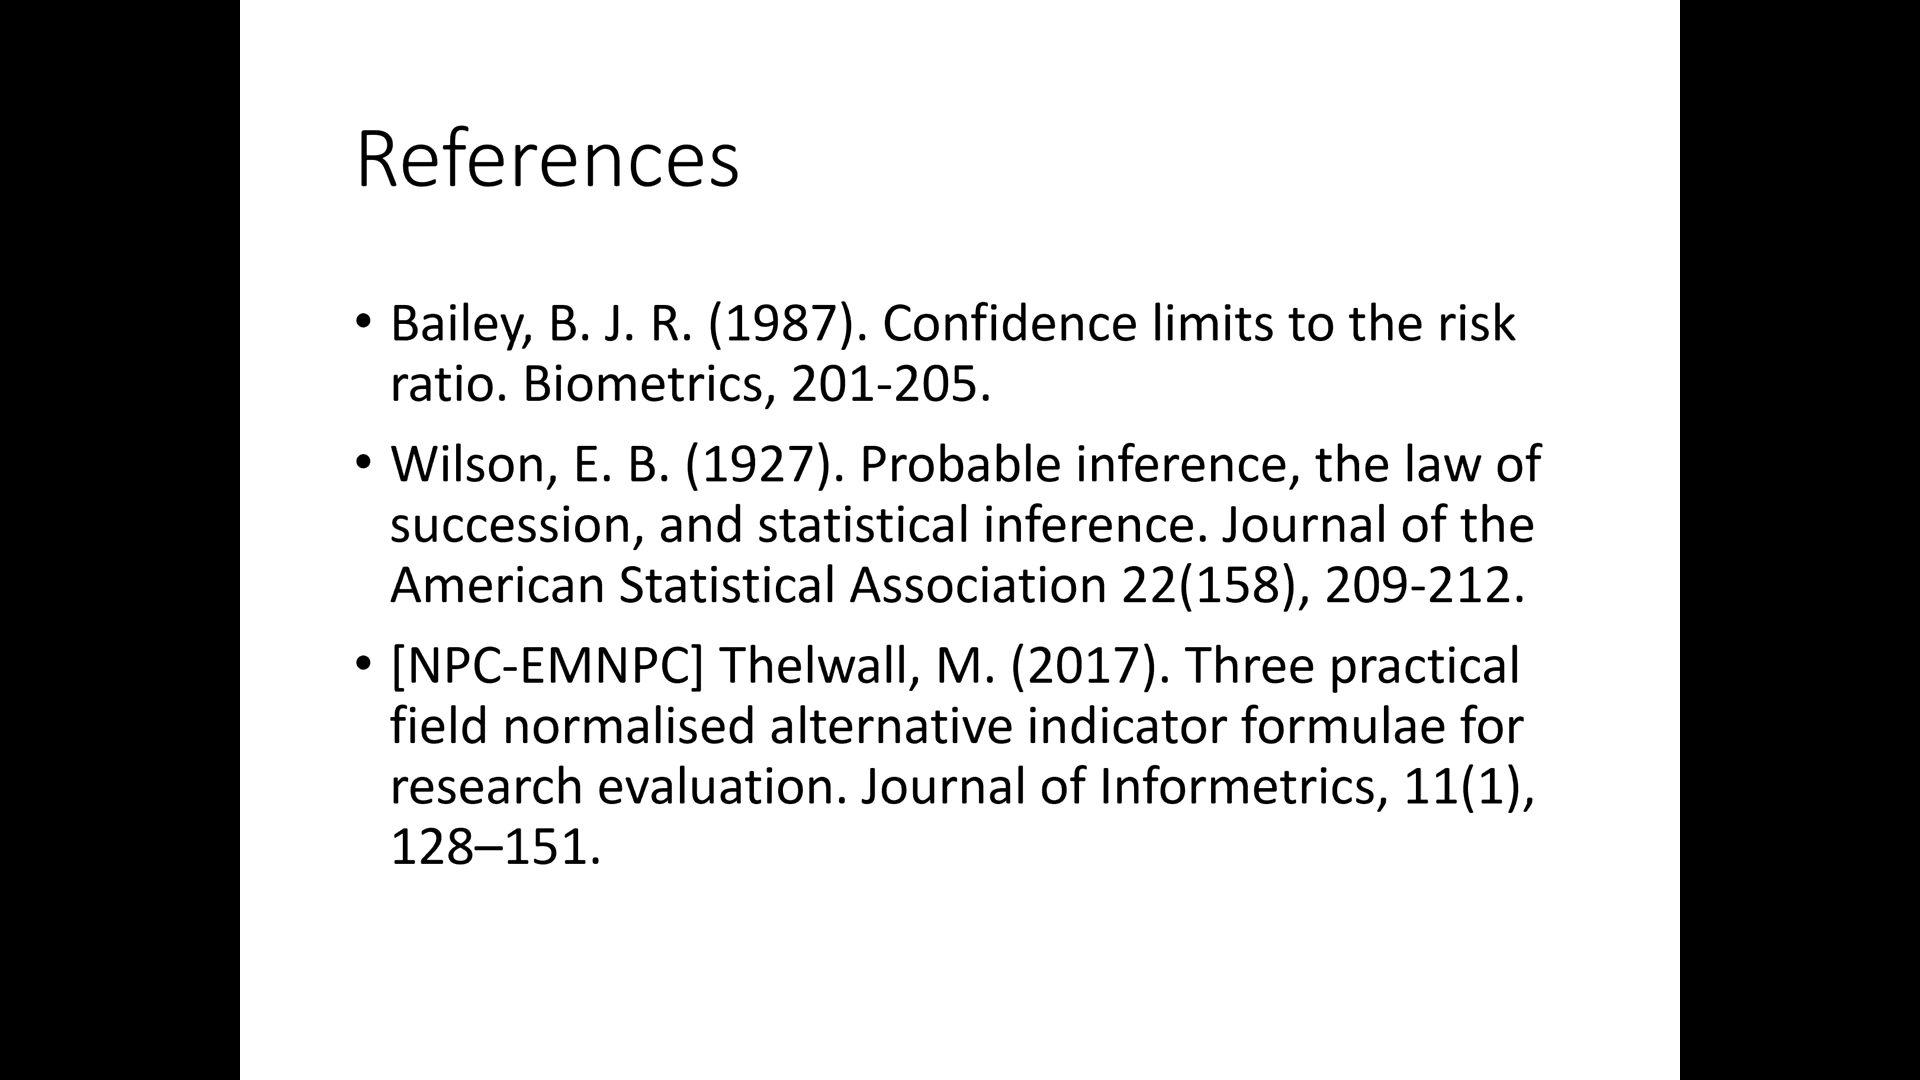 References
• Bailey, B. J. R. (1987). Confidence limits to the risk
ratio. Biometrics, 201-205.
• Wilson, E. B. (1927). Probable inference, the law of
succession, and statistical inference. Journal of the
American Statistical Association 22(158), 209-212.
• [NPC-EMNPC] Thelwall, M. (2017). Three practical
field normalised alternative indicator formulae for
research evaluation. Journal of Informetrics, 11(1),
128–151.